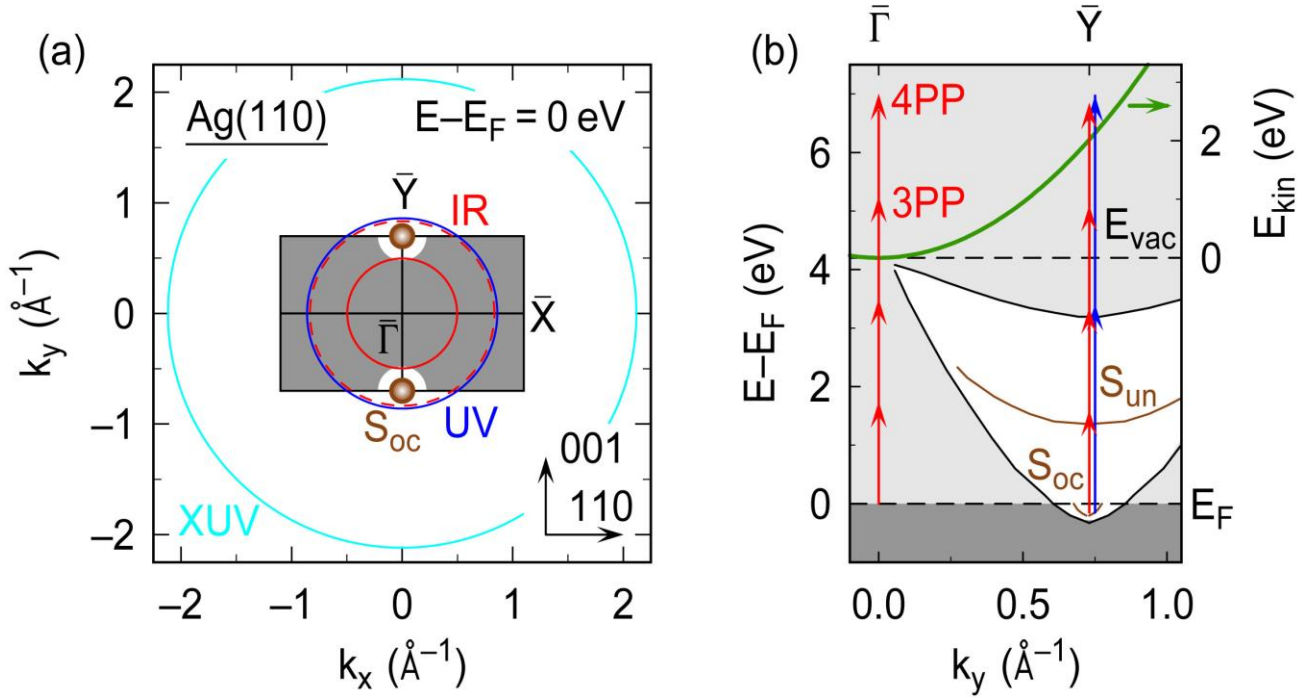 (a)
Ag(110)
E–E_F = 0 eV
Ȳ
IR
X̄
Γ̄
S_oc
UV
XUV
001
110
k_y (Å⁻¹)
2
1
0
−1
−2
−2
−1
0
1
2
k_x (Å⁻¹)
(b)
Γ̄
Ȳ
4PP
3PP
E_vac
S_un
S_oc
E_F
E–E_F (eV)
6
4
2
0
E_kin (eV)
2
0
0.0
0.5
1.0
k_y (Å⁻¹)